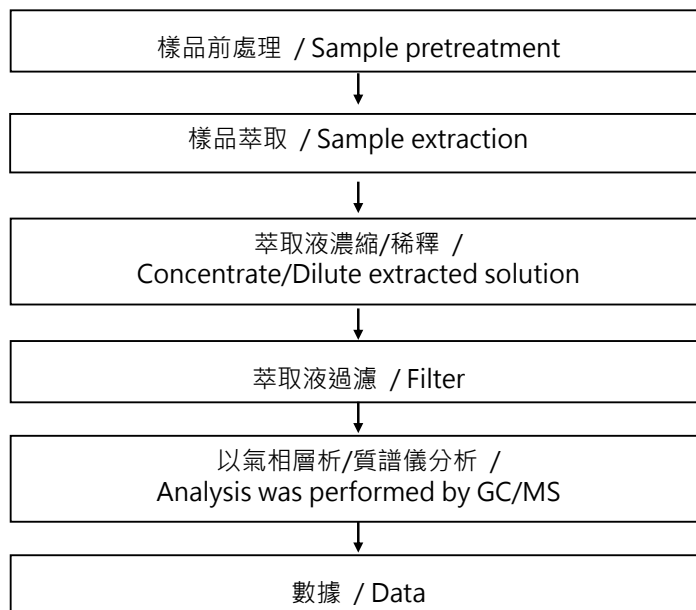 樣品前處理 / Sample pretreatment
樣品萃取 / Sample extraction
萃取液濃縮/稀釋 /
Concentrate/Dilute extracted solution
萃取液過濾 / Filter
以氣相層析/質譜儀分析 /
Analysis was performed by GC/MS
數據 / Data